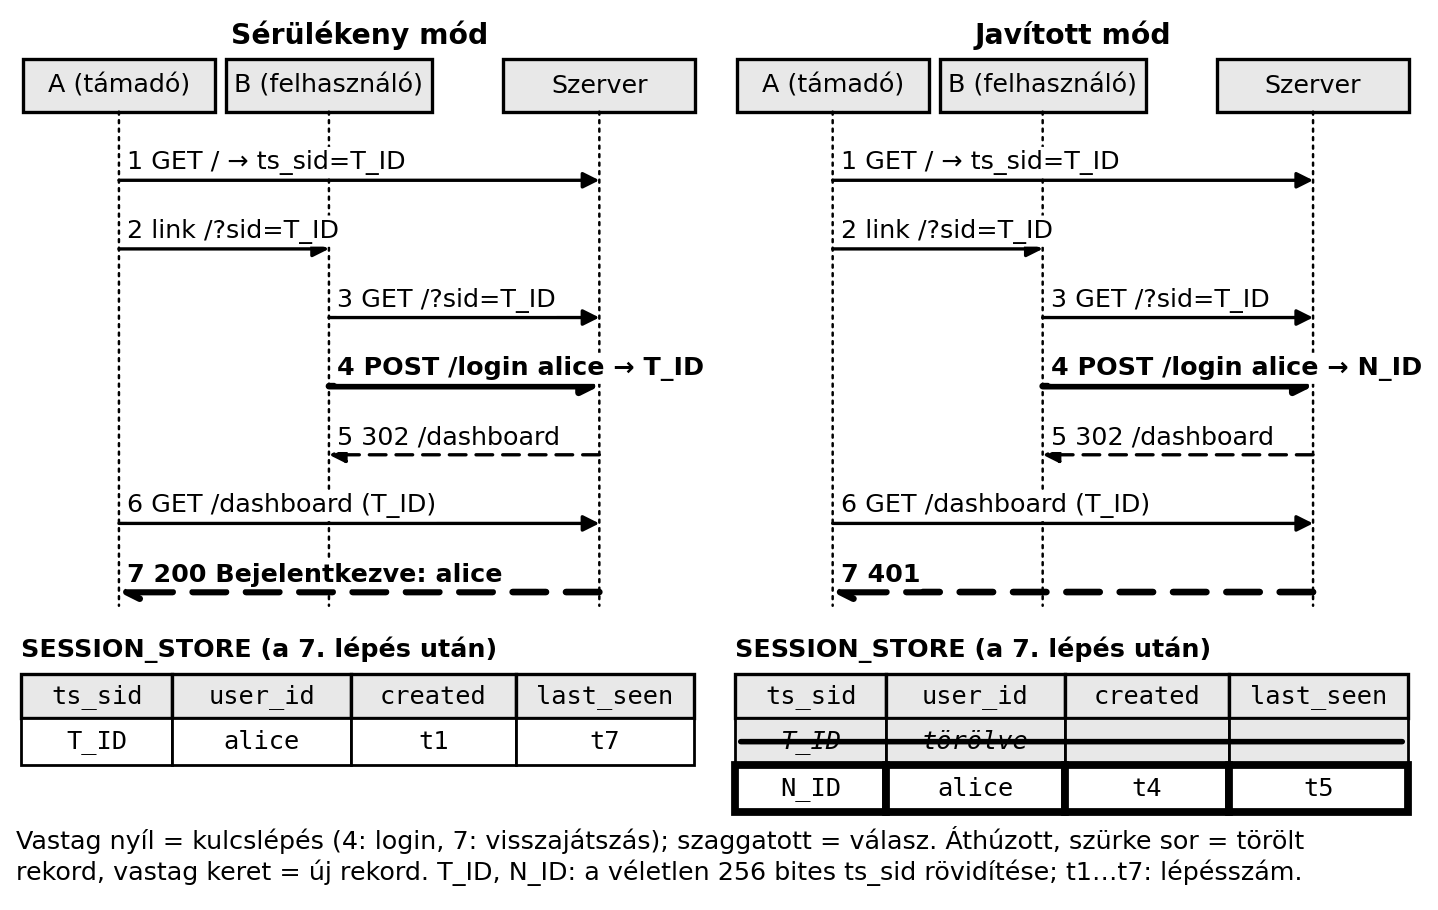 Sérülékeny mód
A (támadó) B (felhasználó) Szerver
1 GET / → ts_sid=T_ID
2 link /?sid=T_ID
3 GET /?sid=T_ID
4 POST /login alice → T_ID
5 302 /dashboard
6 GET /dashboard (T_ID)
7 200 Bejelentkezve: alice
SESSION_STORE (a 7. lépés után)
ts_sid user_id created last_seen
T_ID alice t1 t7
Javított mód
A (támadó) B (felhasználó) Szerver
1 GET / → ts_sid=T_ID
2 link /?sid=T_ID
3 GET /?sid=T_ID
4 POST /login alice → N_ID
5 302 /dashboard
6 GET /dashboard (T_ID)
7 401
SESSION_STORE (a 7. lépés után)
ts_sid user_id created last_seen
T_ID törölve
N_ID alice t4 t5
Vastag nyíl = kulcslépés (4: login, 7: visszajátszás); szaggatott = válasz. Áthúzott, szürke sor = törölt
rekord, vastag keret = új rekord. T_ID, N_ID: a véletlen 256 bites ts_sid rövidítése; t1…t7: lépésszám.